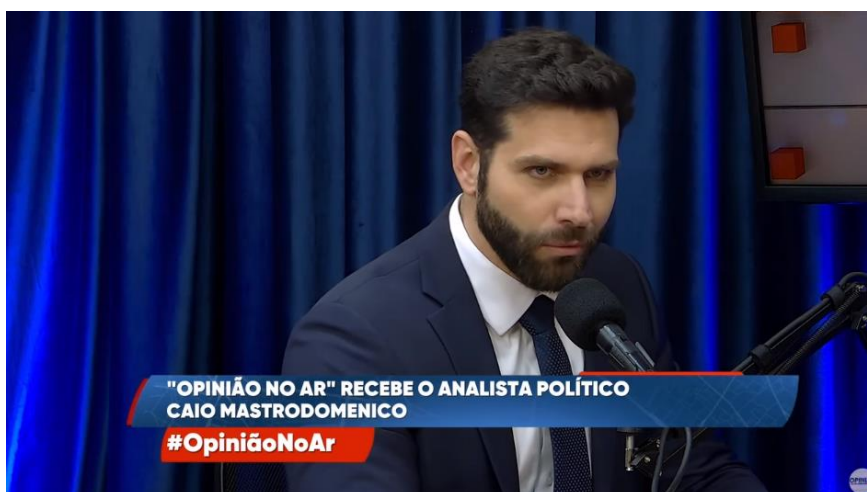 "OPINIÃO NO AR" RECEBE O ANALISTA POLÍTICO
CAIO MASTRODOMENICO
#OpiniãoNoAr